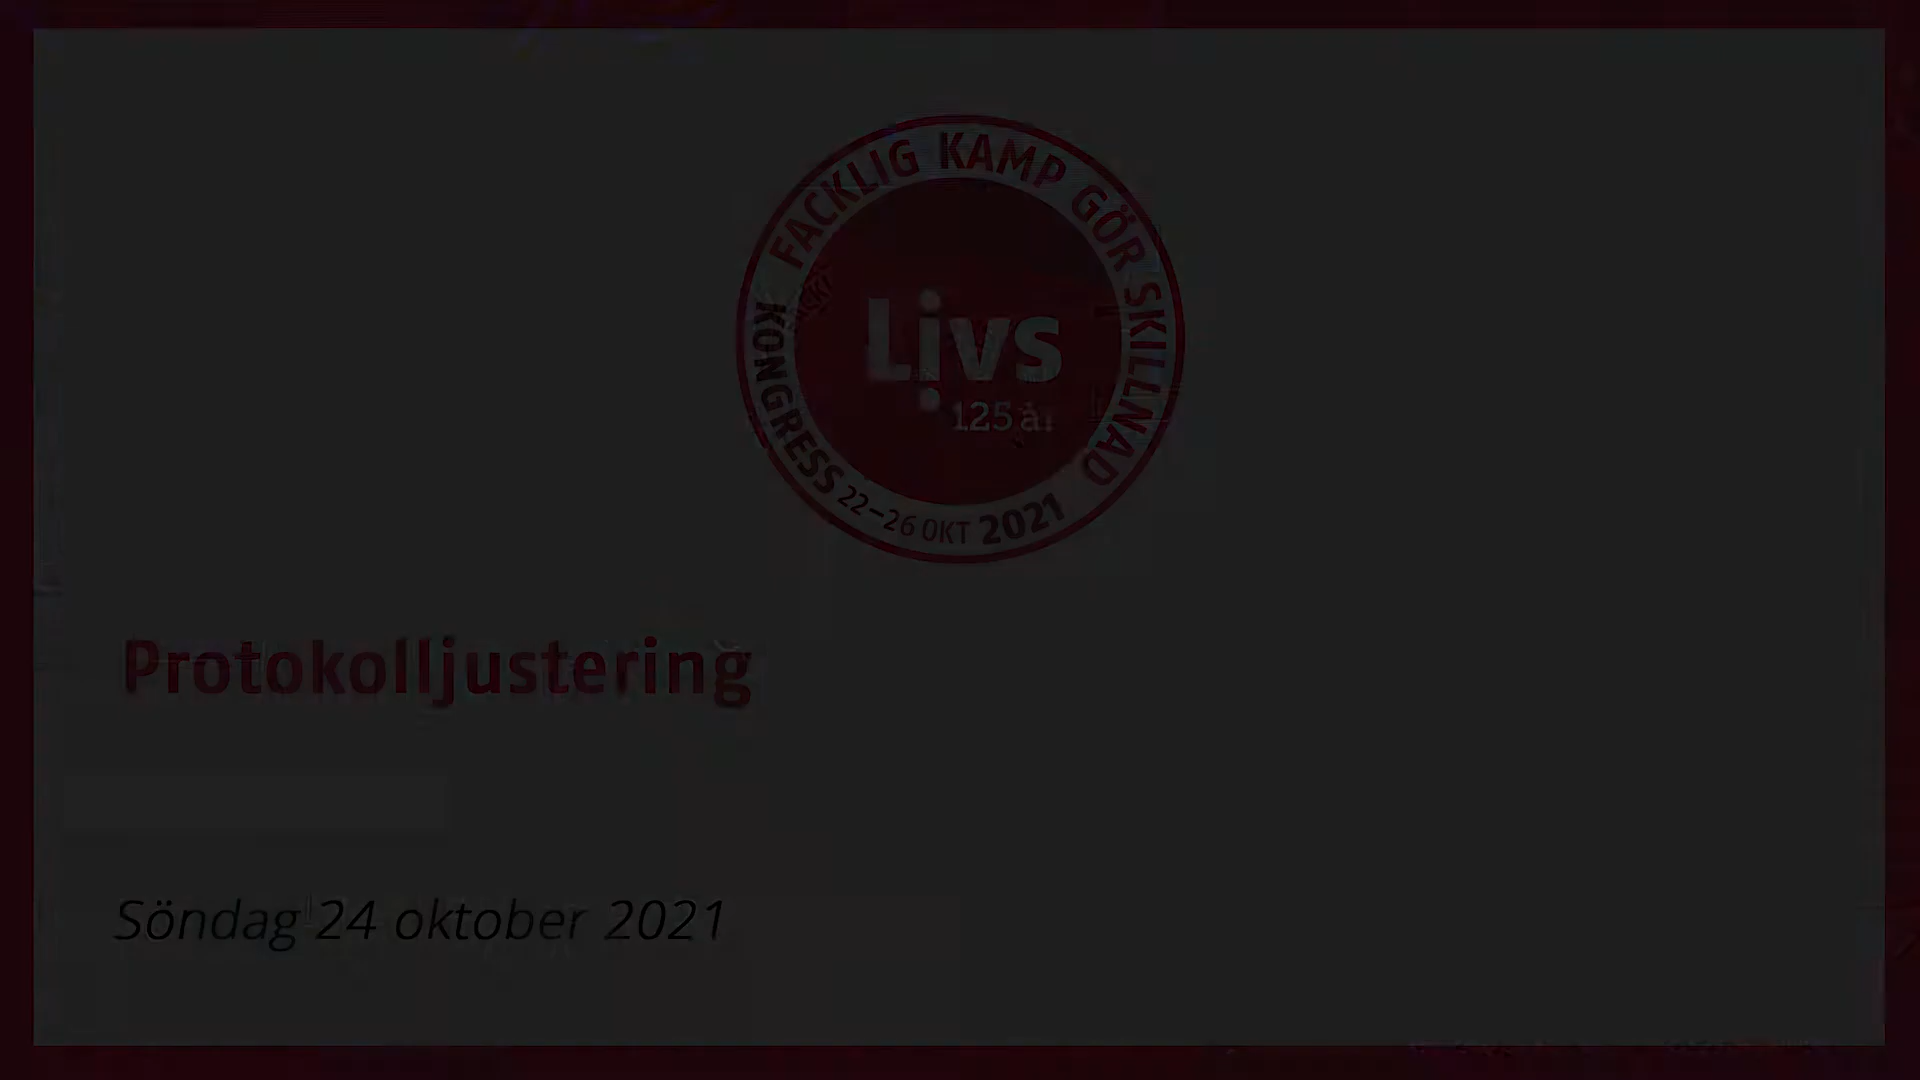 FACKLIG KAMP GÖR SKILLNAD
Livs
125 år
KONGRESS 22–26 OKT 2021
Protokolljustering
Söndag 24 oktober 2021